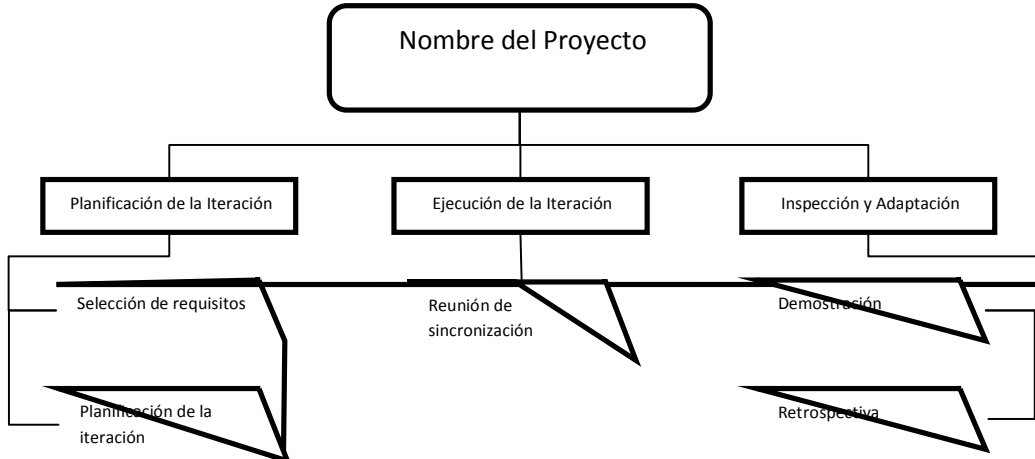 Nombre del Proyecto
Planificación de la Iteración
Ejecución de la Iteración
Inspección y Adaptación
Selección de requisitos
Reunión de
sincronización
Demostración
Planificación de la
iteración
Retrospectiva